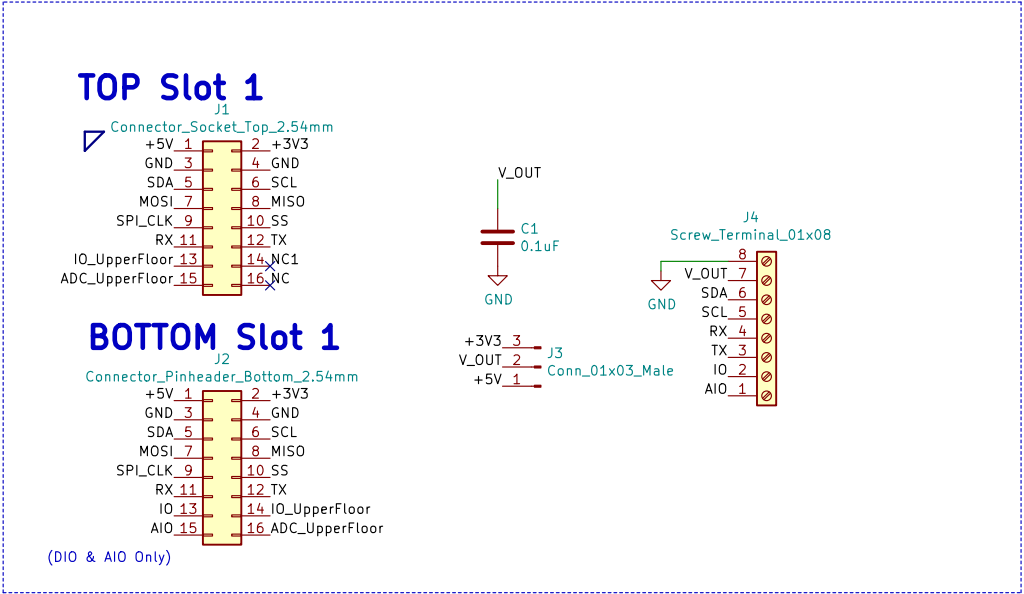 TOP Slot 1
J1
Connector_Socket_Top_2.54mm
+5V 1 2 +3V3
GND 3 4 GND
SDA 5 6 SCL
MOSI 7 8 MISO
SPI_CLK 9 10 SS
RX 11 12 TX
IO_UpperFloor 13 14 NC1
ADC_UpperFloor 15 16 NC
BOTTOM Slot 1
J2
Connector_Pinheader_Bottom_2.54mm
+5V 1 2 +3V3
GND 3 4 GND
SDA 5 6 SCL
MOSI 7 8 MISO
SPI_CLK 9 10 SS
RX 11 12 TX
IO 13 14 IO_UpperFloor
AIO 15 16 ADC_UpperFloor
(DIO & AIO Only)
V_OUT
C1
0.1uF
GND
+3V3 3
V_OUT 2
+5V 1
J3
Conn_01x03_Male
J4
Screw_Terminal_01x08
8
V_OUT 7
SDA 6
SCL 5
RX 4
TX 3
IO 2
AIO 1
GND